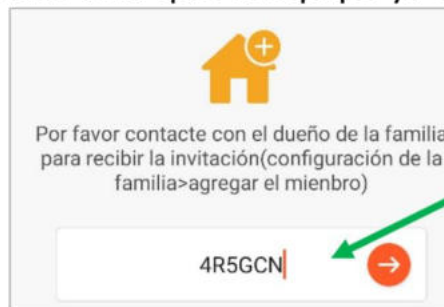 Por favor contacte con el dueño de la familia
para recibir la invitación(configuración de la
familia>agregar el mienbro)
4R5GCN